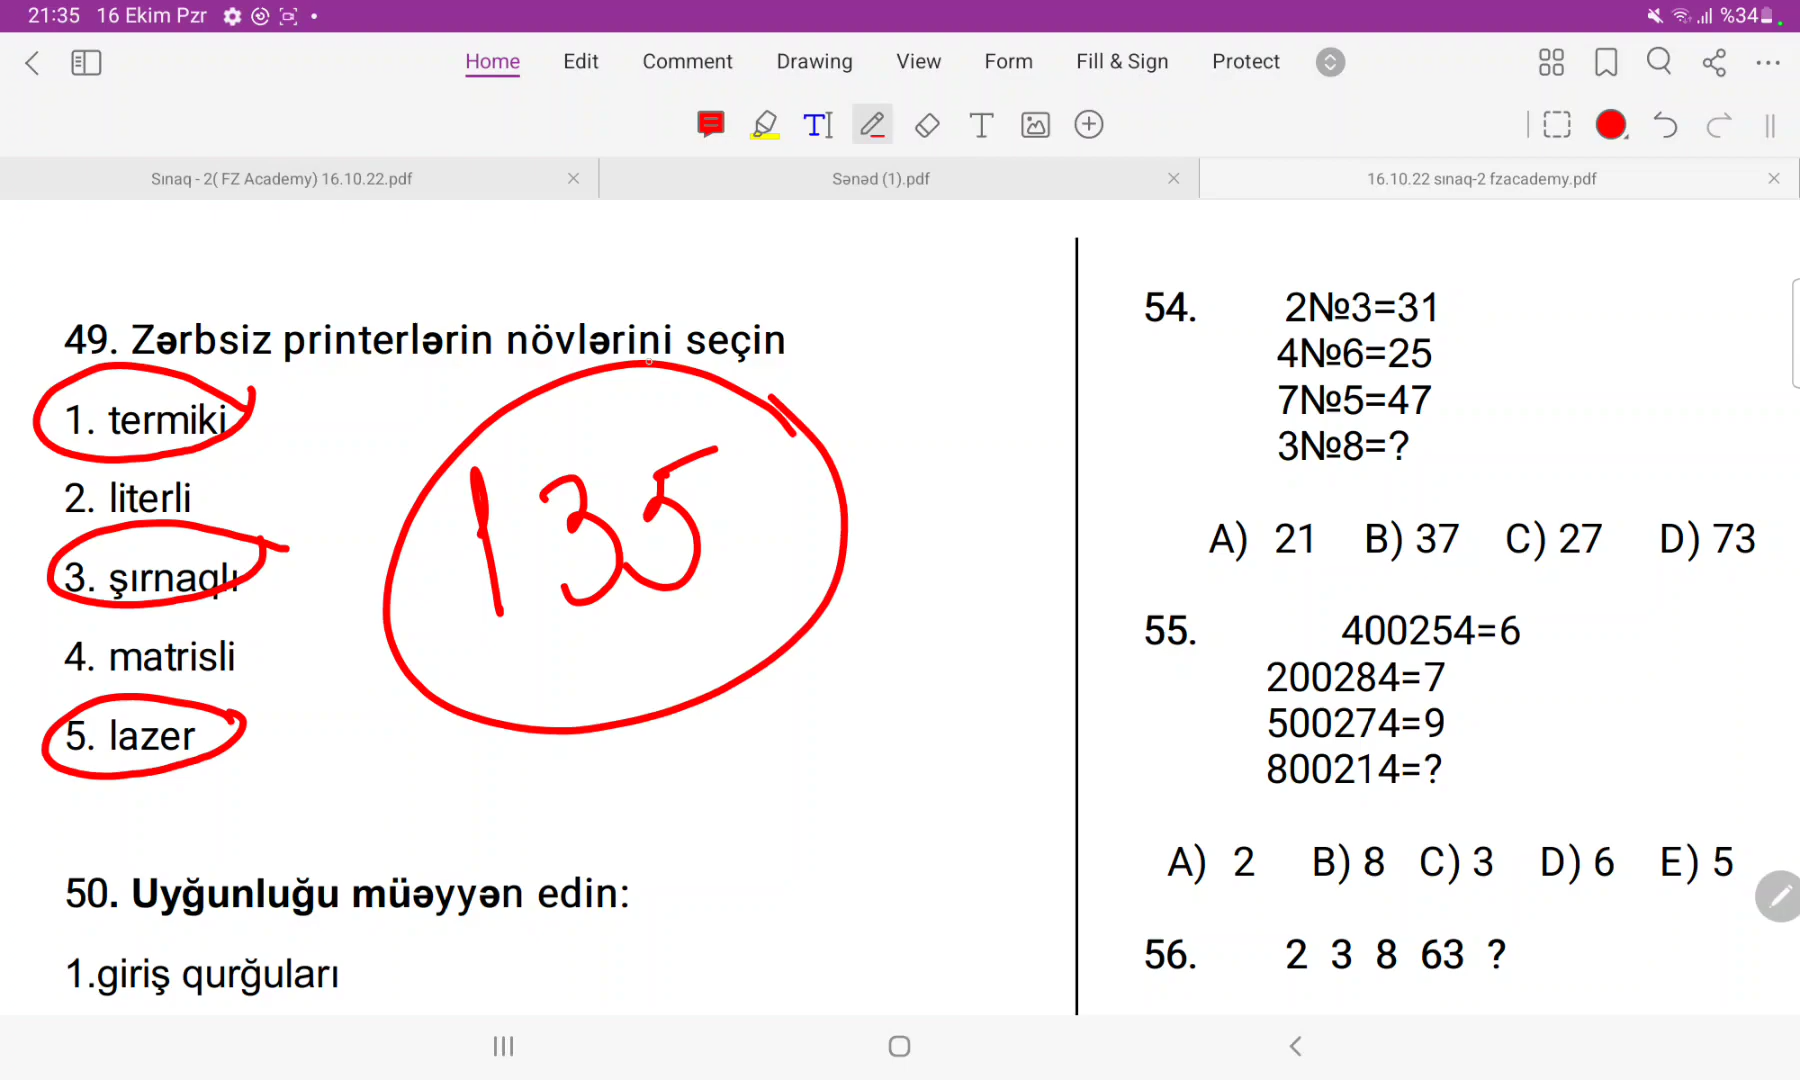 21:35 16 Ekim Pzr %34
Home Edit Comment Drawing View Form Fill & Sign Protect
Sınaq - 2( FZ Academy) 16.10.22.pdf
Sənəd (1).pdf
16.10.22 sınaq-2 fzacademy.pdf
49. Zərbsiz printerlərin növlərini seçin
1. termiki
2. literli
3. şırnaqlı
4. matrisli
5. lazer
135
50. Uyğunluğu müəyyən edin:
1.giriş qurğuları
54. 2№3=31
4№6=25
7№5=47
3№8=?
A) 21 B) 37 C) 27 D) 73
55. 400254=6
200284=7
500274=9
800214=?
A) 2 B) 8 C) 3 D) 6 E) 5
56. 2 3 8 63 ?